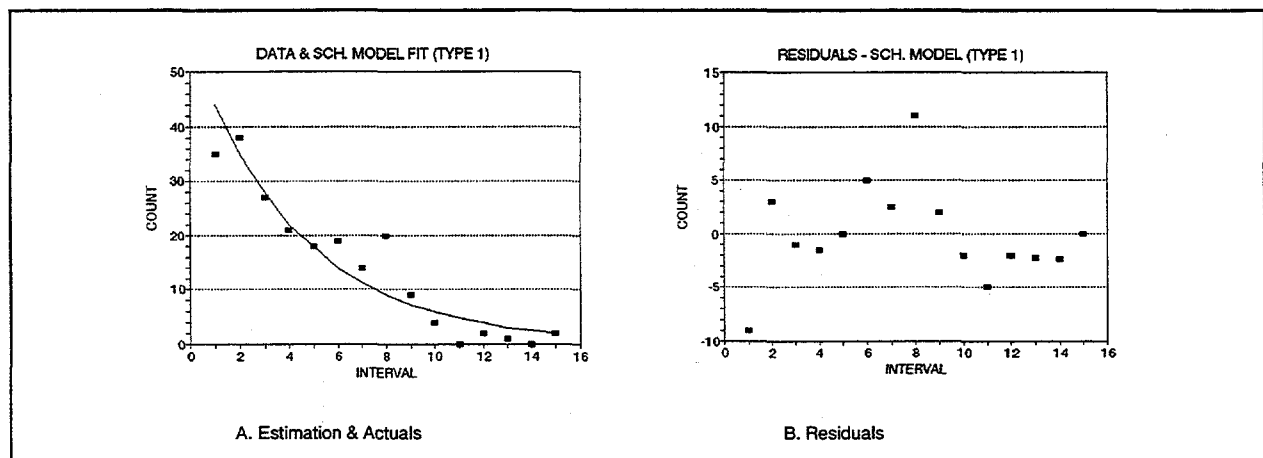 DATA & SCH. MODEL FIT (TYPE 1)
50
40
30
20
10
0
COUNT
0 2 4 6 8 10 12 14 16
INTERVAL
A. Estimation & Actuals
RESIDUALS - SCH. MODEL (TYPE 1)
15
10
5
0
-5
-10
COUNT
0 2 4 6 8 10 12 14 16
INTERVAL
B. Residuals